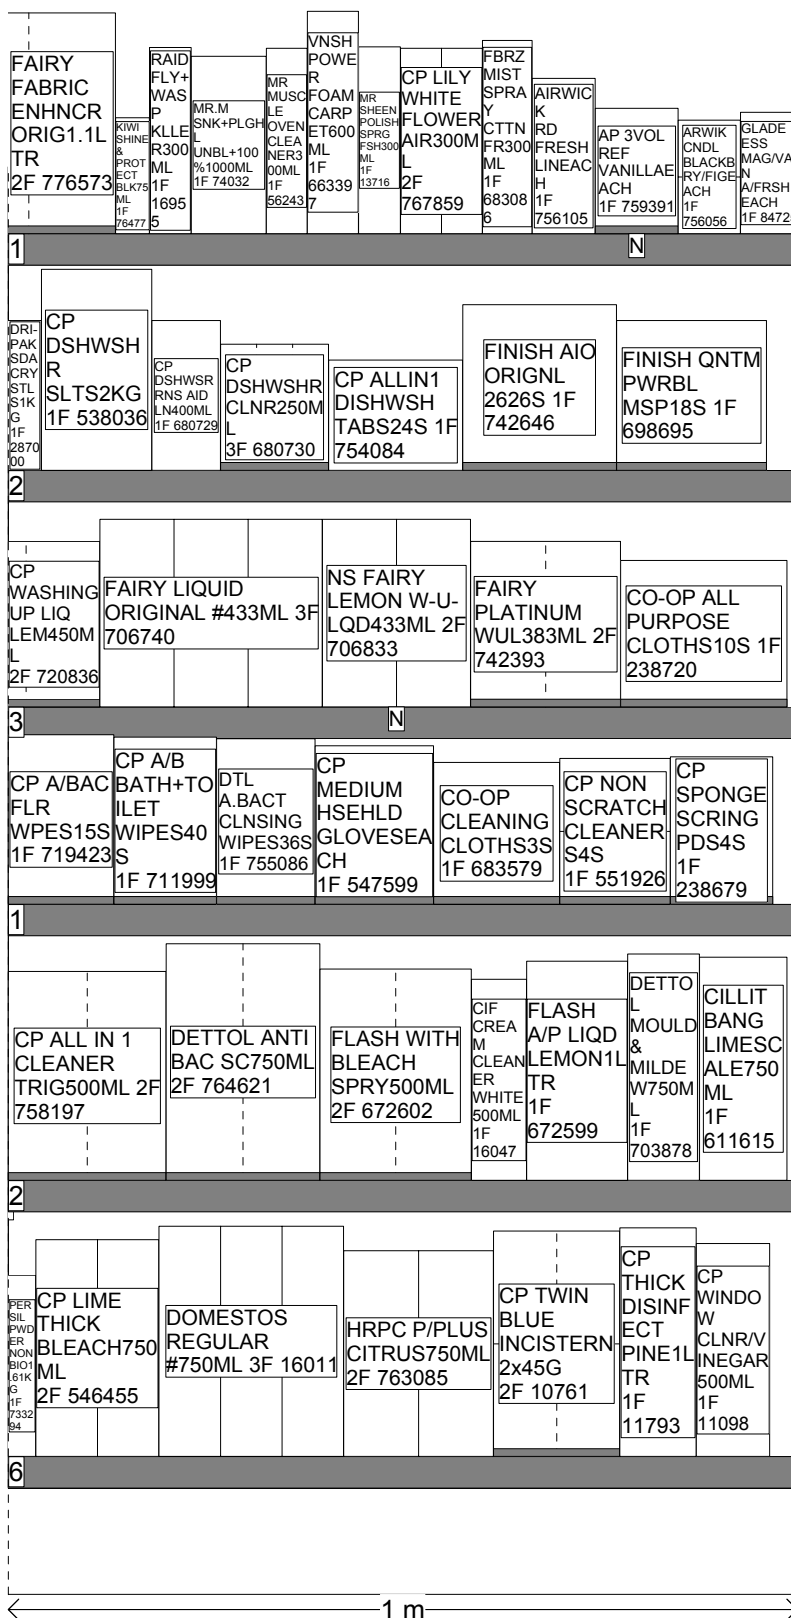 FAIRY
FABRIC
ENHNCR
ORIG1.1L
TR
2F 776573
KIWI
SHINE
&
PROT
ECT
BLK75
ML
1F
76477
RAID
FLY+
WAS
P
KLLE
R300
ML
1F
1695
5
MR.M
SNK+PLGH
L
UNBL+100
%1000ML
1F 74032
MR
MUSC
LE
OVEN
CLEA
NER3
00ML
1F
56243
VNSH
POWE
R
FOAM
CARP
ET600
ML
1F
66339
7
MR
SHEEN
POLISH
SPRG
FSH300
ML
1F
13716
CP LILY
WHITE
FLOWER
AIR300M
L
2F
767859
FBRZ
MIST
SPRA
Y
CTTN
FR300
ML
1F
68308
6
AIRWIC
K
RD
FRESH
LINEAC
H
1F
756105
AP 3VOL
REF
VANILLAE
ACH
1F 759391
ARWIK
CNDL
BLACKB
RY/FIGE
ACH
1F
756056
GLADE
ESS
MAG/VA
N
A/FRSH
EACH
1F 84725
1
N
DRI-
PAK
SDA
CRY
STL
S1K
G
1F
2870
00
CP
DSHWSH
R
SLTS2KG
1F 538036
CP
DSHWSR
RNS AID
LN400ML
1F 680729
CP
DSHWSHR
CLNR250M
L
3F 680730
CP ALLIN1
DISHWSH
TABS24S 1F
754084
FINISH AIO
ORIGNL
2626S 1F
742646
FINISH QNTM
PWRBL
MSP18S 1F
698695
2
CP
WASHING
UP LIQ
LEM450M
L
2F 720836
FAIRY LIQUID
ORIGINAL #433ML 3F
706740
NS FAIRY
LEMON W-U-
LQD433ML 2F
706833
FAIRY
PLATINUM
WUL383ML 2F
742393
CO-OP ALL
PURPOSE
CLOTHS10S 1F
238720
3
N
CP A/BAC
FLR
WPES15S
1F 719423
CP A/B
BATH+TO
ILET
WIPES40
S
1F 711999
DTL
A.BACT
CLNSING
WIPES36S
1F 755086
CP
MEDIUM
HSEHLD
GLOVESEA
CH
1F 547599
CO-OP
CLEANING
CLOTHS3S
1F 683579
CP NON
SCRATCH
CLEANER
S4S
1F 551926
CP
SPONGE
SCRING
PDS4S
1F
238679
1
CP ALL IN 1
CLEANER
TRIG500ML 2F
758197
DETTOL ANTI
BAC SC750ML
2F 764621
FLASH WITH
BLEACH
SPRY500ML
2F 672602
CIF
CREA
M
CLEAN
ER
WHITE
500ML
1F
16047
FLASH
A/P LIQD
LEMON1L
TR
1F
672599
DETTO
L
MOULD
&
MILDE
W750M
L
1F
703878
CILLIT
BANG
LIMESC
ALE750
ML
1F
611615
2
PER
SIL
PWD
ER
NON
BIO1
.61K
G
1F
7332
94
CP LIME
THICK
BLEACH750
ML
2F 546455
DOMESTOS
REGULAR
#750ML 3F 16011
HRPC P/PLUS
CITRUS750ML
2F 763085
CP TWIN
BLUE
INCISTERN
2x45G
2F 10761
CP
THICK
DISINF
ECT
PINE1L
TR
1F
11793
CP
WINDO
W
CLNR/V
INEGAR
500ML
1F
11098
6
1 m